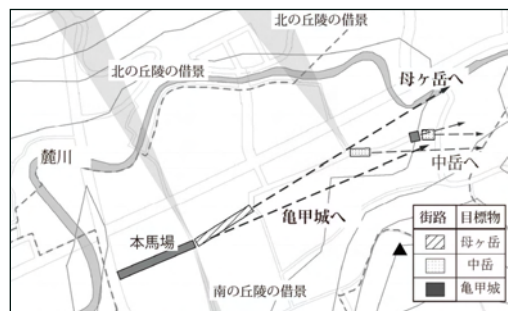 北の丘陵の借景
北の丘陵の借景
母ヶ岳へ
麓川
中岳へ
亀甲城へ
本馬場
南の丘陵の借景
街路 目標物
母ヶ岳
中岳
亀甲城